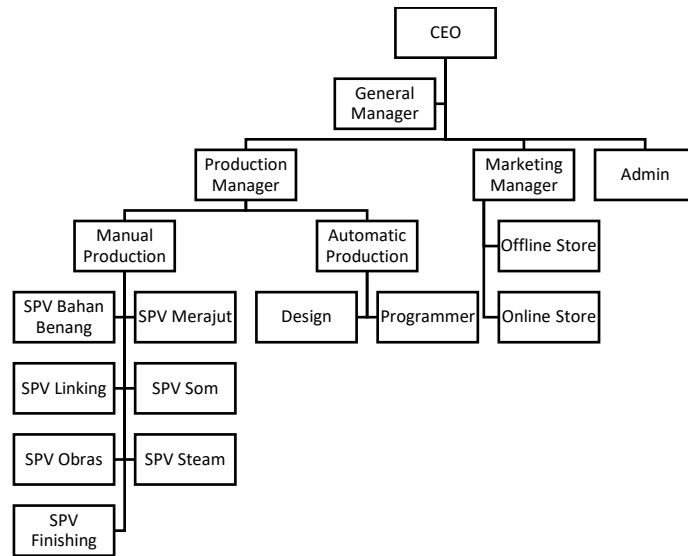 CEO
General
Manager
Production
Manager
Marketing
Manager
Admin
Manual
Production
Automatic
Production
Offline Store
SPV Bahan
Benang
SPV Merajut
Design
Programmer
Online Store
SPV Linking
SPV Som
SPV Obras
SPV Steam
SPV
Finishing